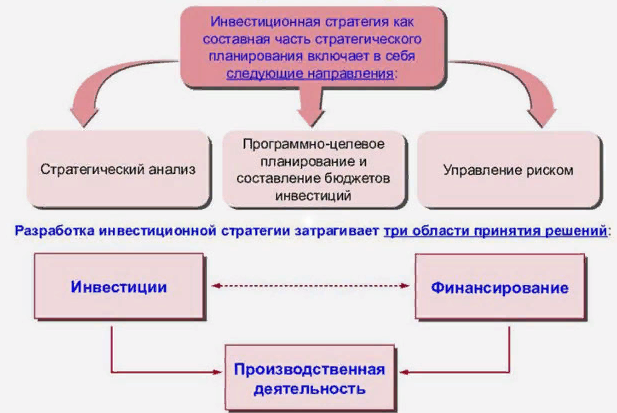 Инвестиционная стратегия как
составная часть стратегического
планирования включает в себя
следующие направления:
Стратегический анализ
Программно-целевое
планирование и
составление бюджетов
инвестиций
Управление риском
Разработка инвестиционной стратегии затрагивает три области принятия решений:
Инвестиции
Финансирование
Производственная
деятельность